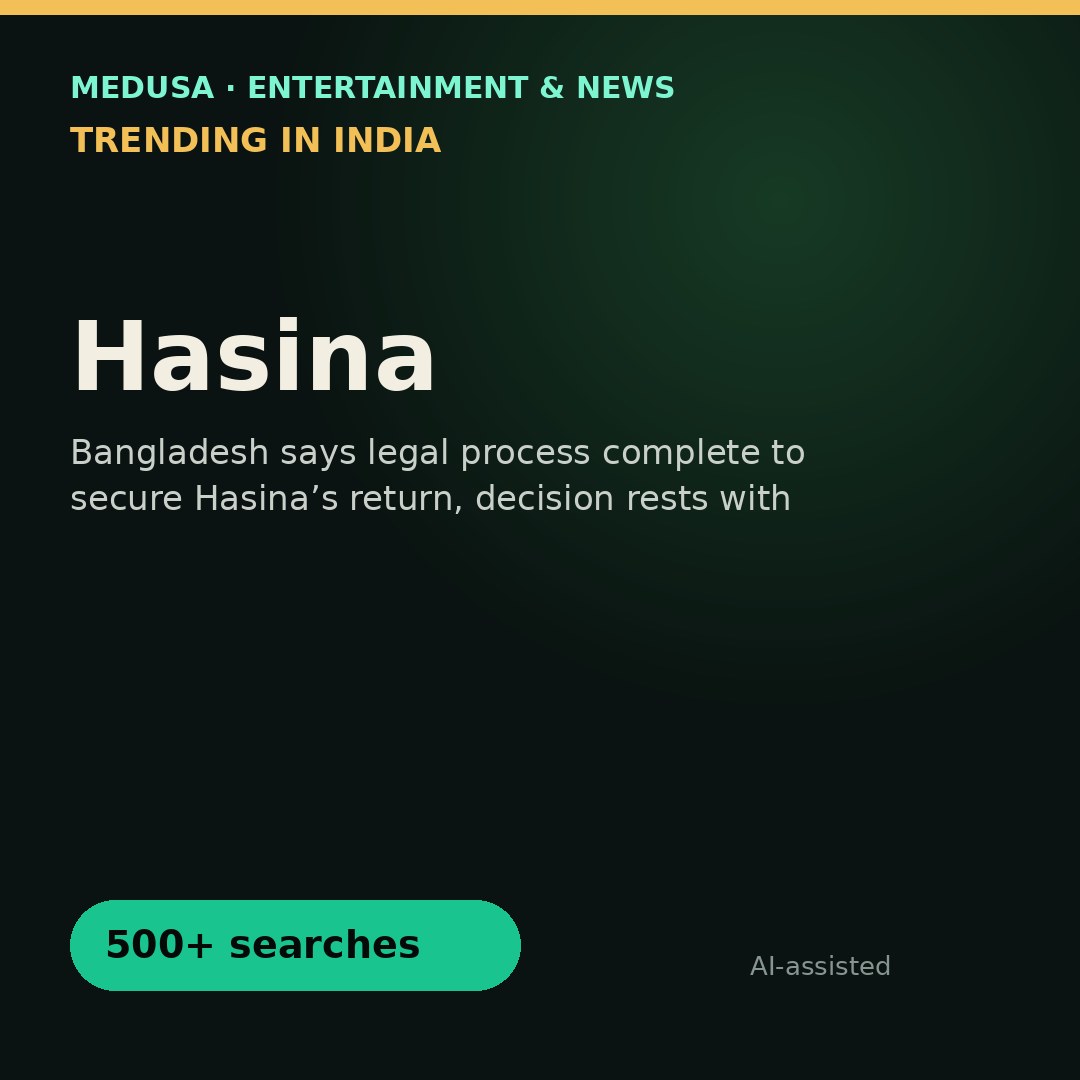 MEDUSA · ENTERTAINMENT & NEWS
TRENDING IN INDIA
Hasina
Bangladesh says legal process complete to
secure Hasina’s return, decision rests with
500+ searches
AI-assisted